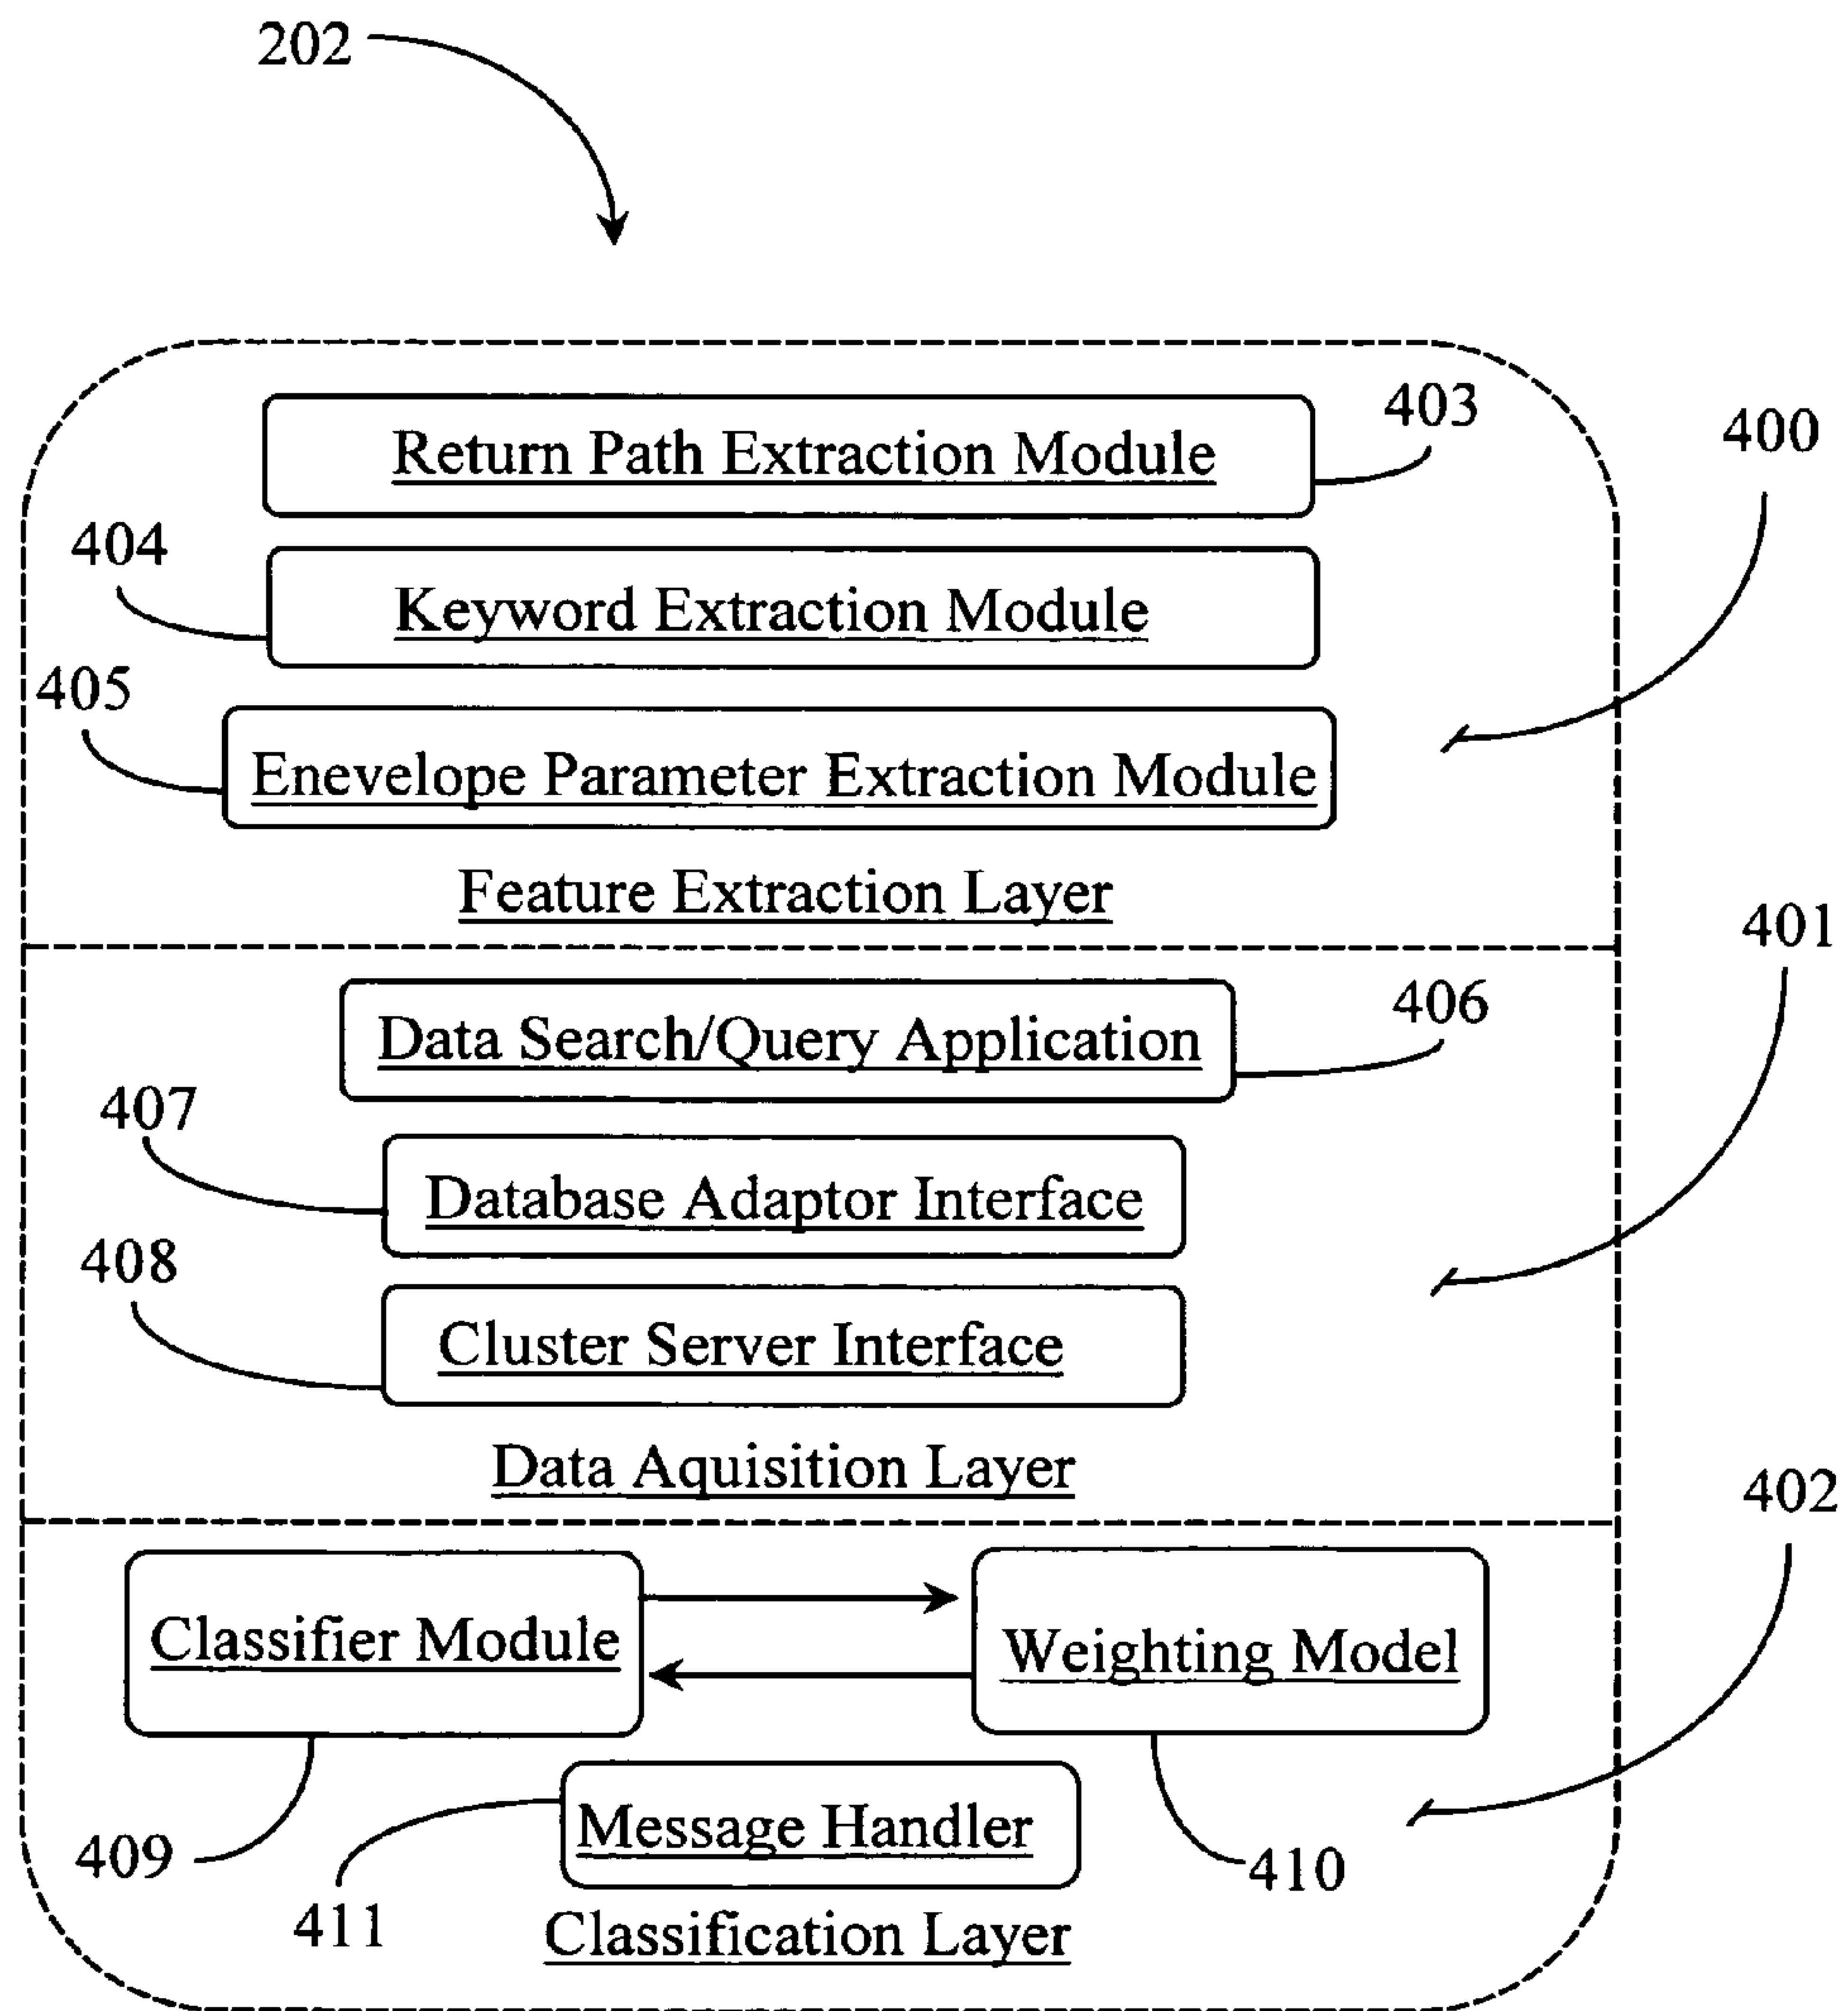 202
403
Return Path Extraction Module
400
404
Keyword Extraction Module
405
Enevelope Parameter Extraction Module
Feature Extraction Layer
401
406
Data Search/Query Application
407
Database Adaptor Interface
408
Cluster Server Interface
Data Aquisition Layer
402
Classifier Module
Weighting Model
Message Handler
409
410
411
Classification Layer